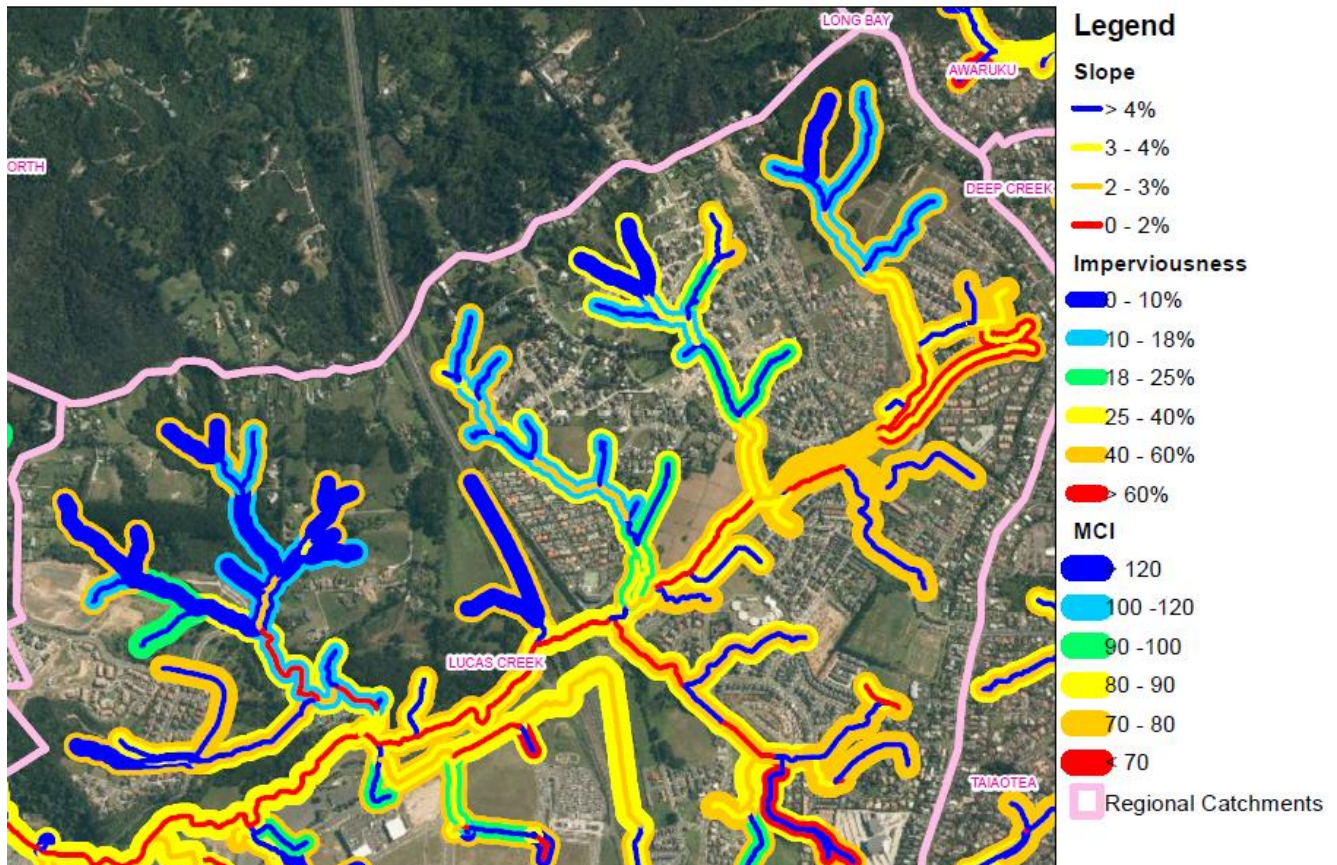 LONG BAY
AWARUKU
ORTH
DEEP CREEK
LUCAS CREEK
TAIAOTEA
Legend
Slope
> 4%
3 - 4%
2 - 3%
0 - 2%
Imperviousness
0 - 10%
10 - 18%
18 - 25%
25 - 40%
40 - 60%
> 60%
MCI
> 120
100 -120
90 -100
80 - 90
70 - 80
< 70
Regional Catchments